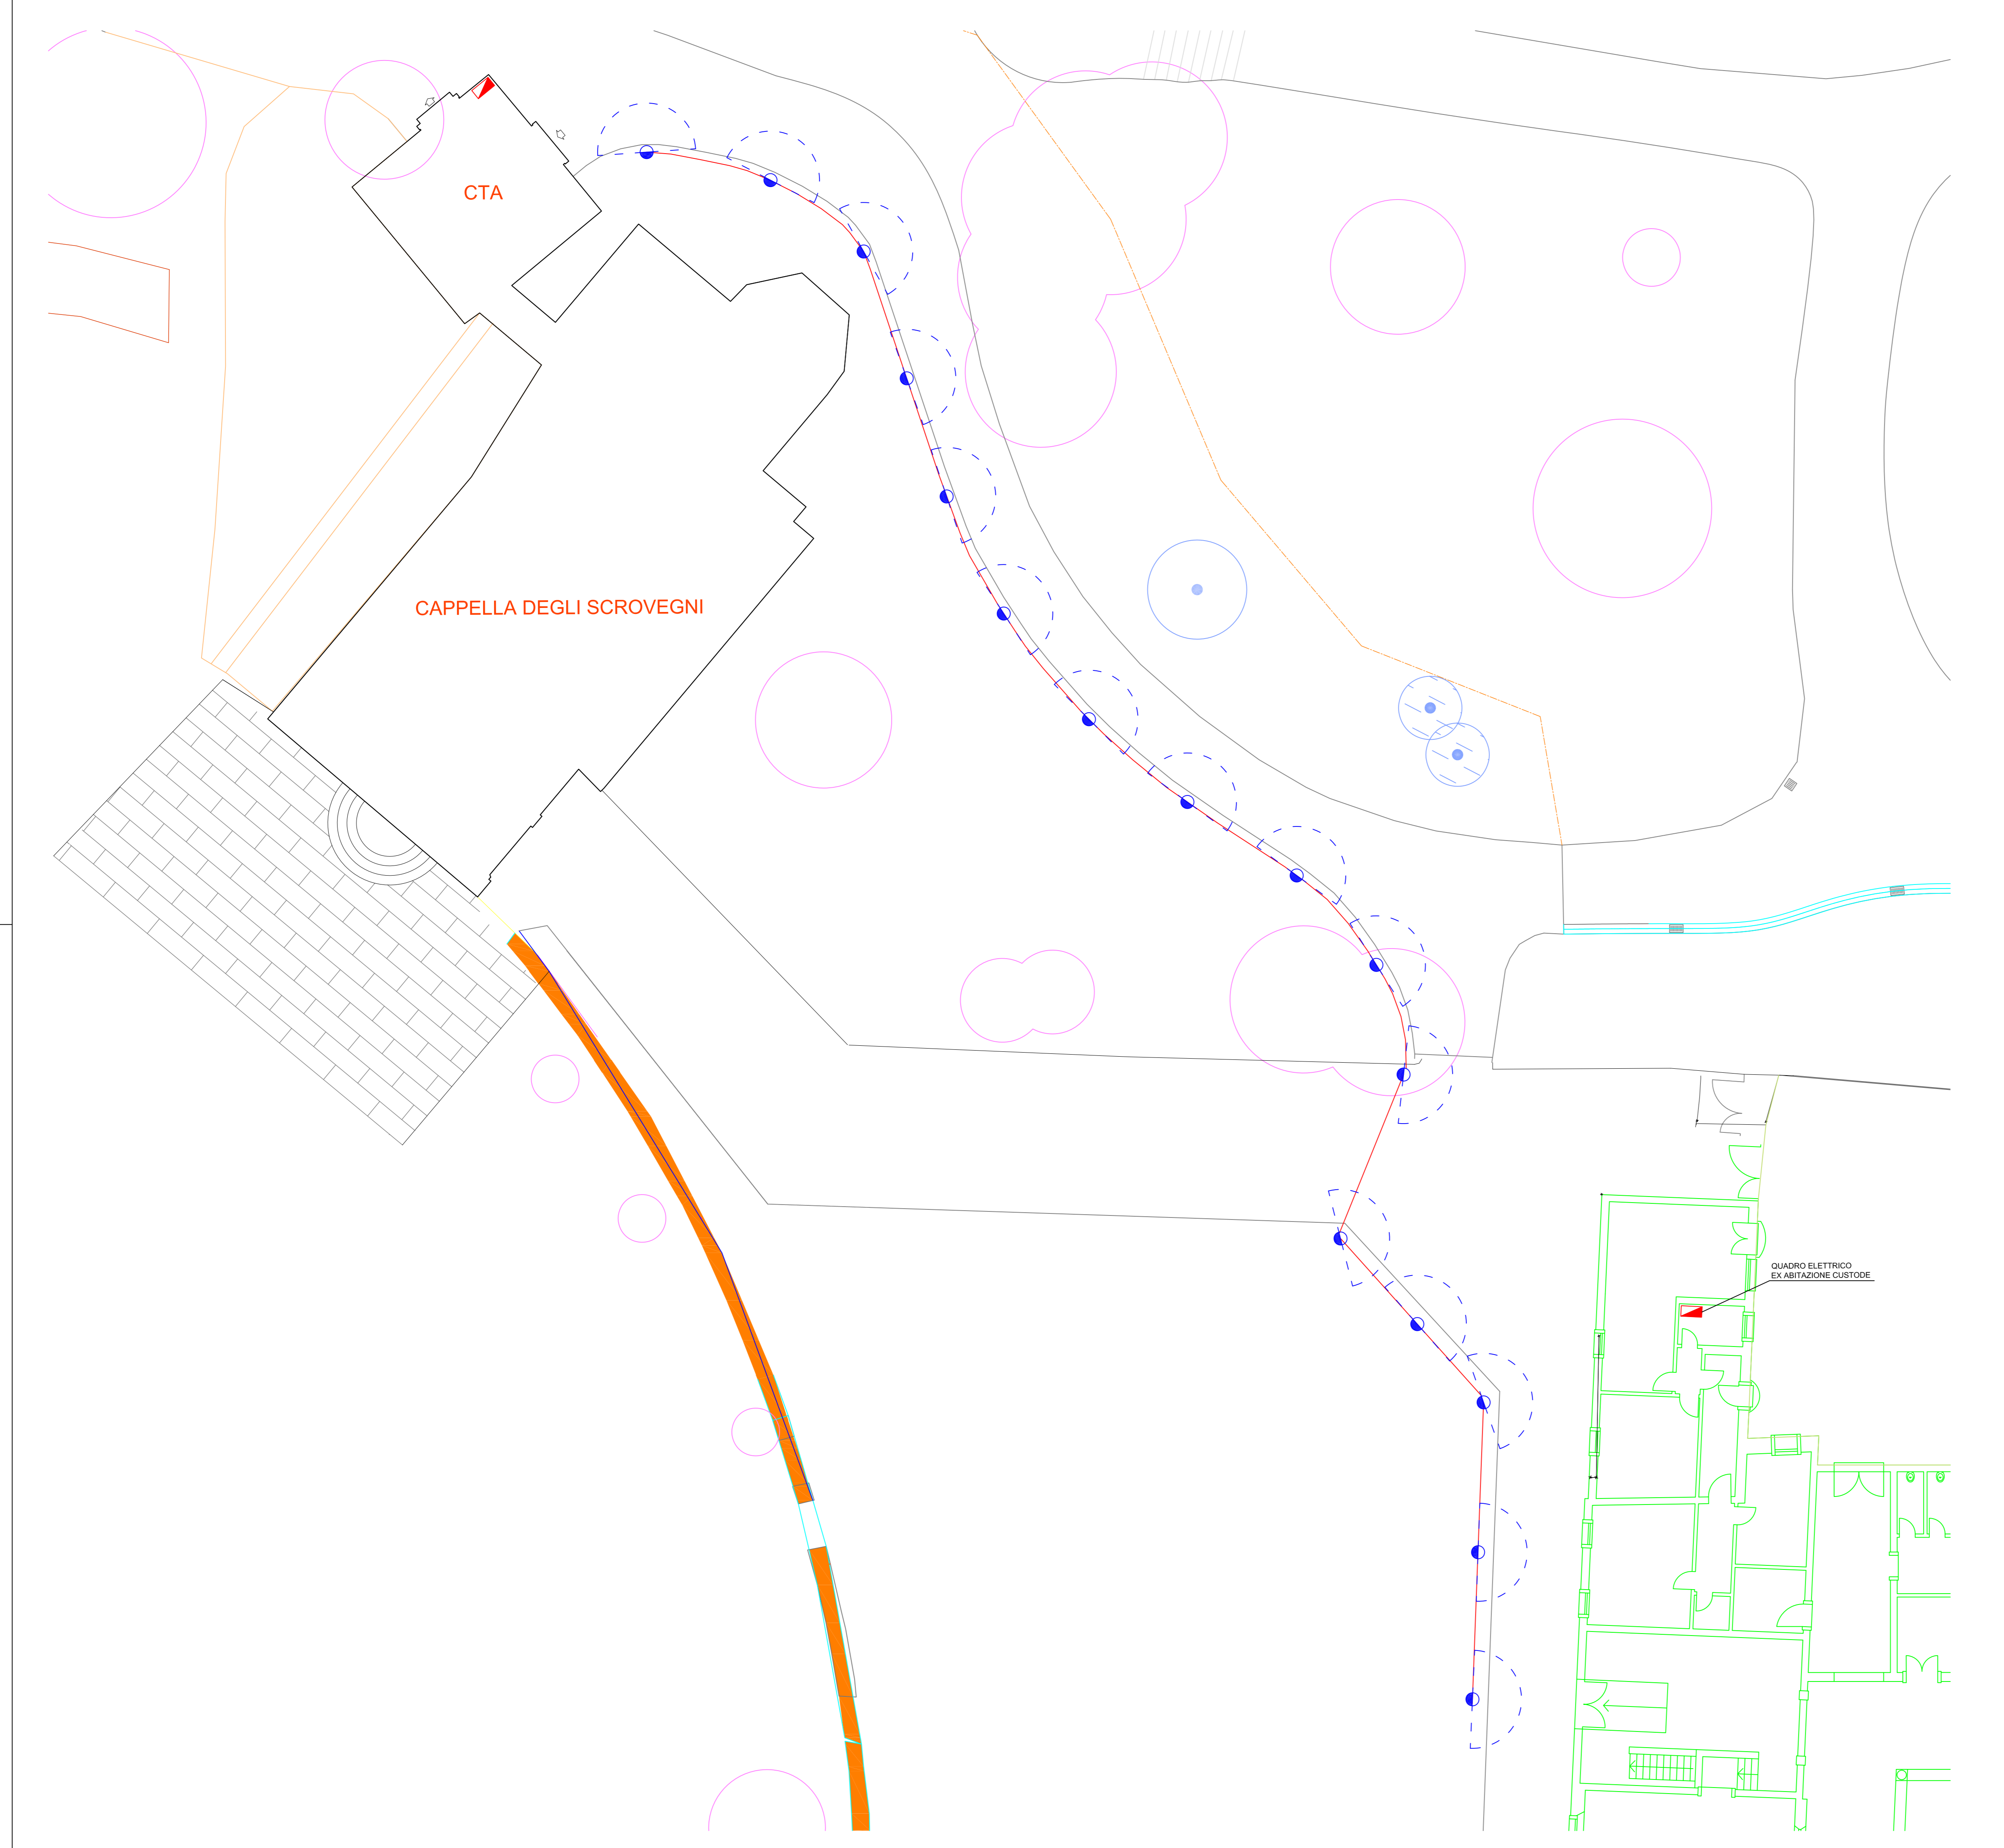 CTA
CAPPELLA DEGLI SCROVEGNI
QUADRO ELETTRICO
EX ABITAZIONE CUSTODE